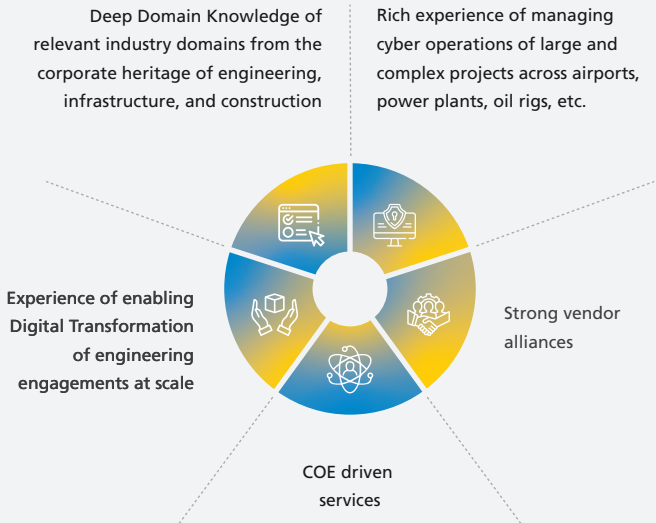 Deep Domain Knowledge of
relevant industry domains from the
corporate heritage of engineering,
infrastructure, and construction
Rich experience of managing
cyber operations of large and
complex projects across airports,
power plants, oil rigs, etc.
Experience of enabling
Digital Transformation
of engineering
engagements at scale
Strong vendor
alliances
COE driven
services